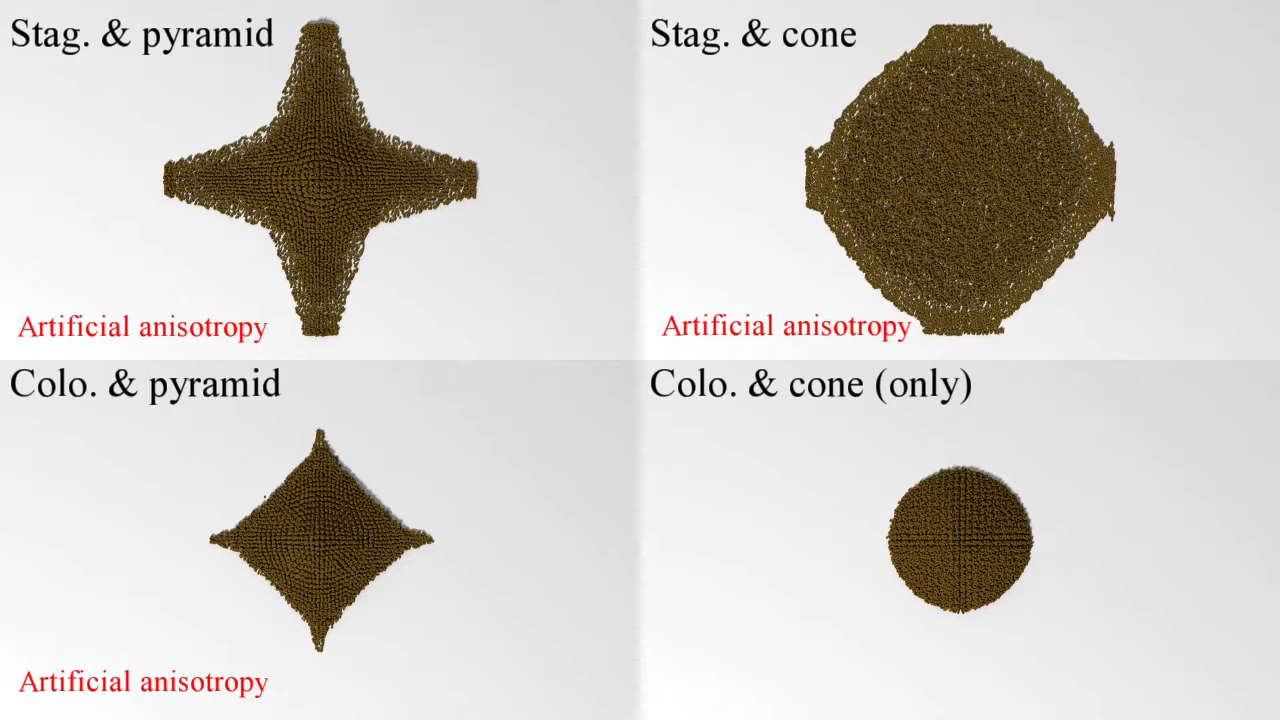 Stag. & pyramid
Stag. & cone
Artificial anisotropy
Artificial anisotropy
Colo. & pyramid
Colo. & cone (only)
Artificial anisotropy